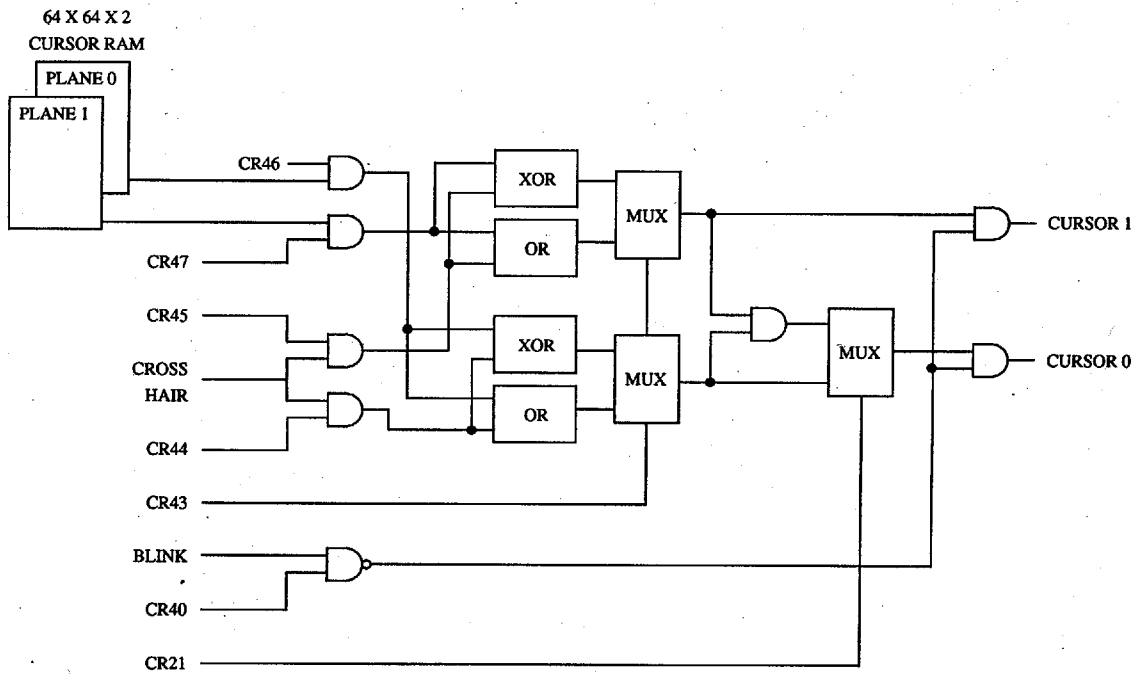 64 X 64 X 2
CURSOR RAM
PLANE 0
PLANE 1
CR46
XOR
MUX
CURSOR 1
OR
CR47
CR45
XOR
MUX
MUX
CURSOR 0
CROSS
HAIR
OR
CR44
CR43
BLINK
CR40
CR21